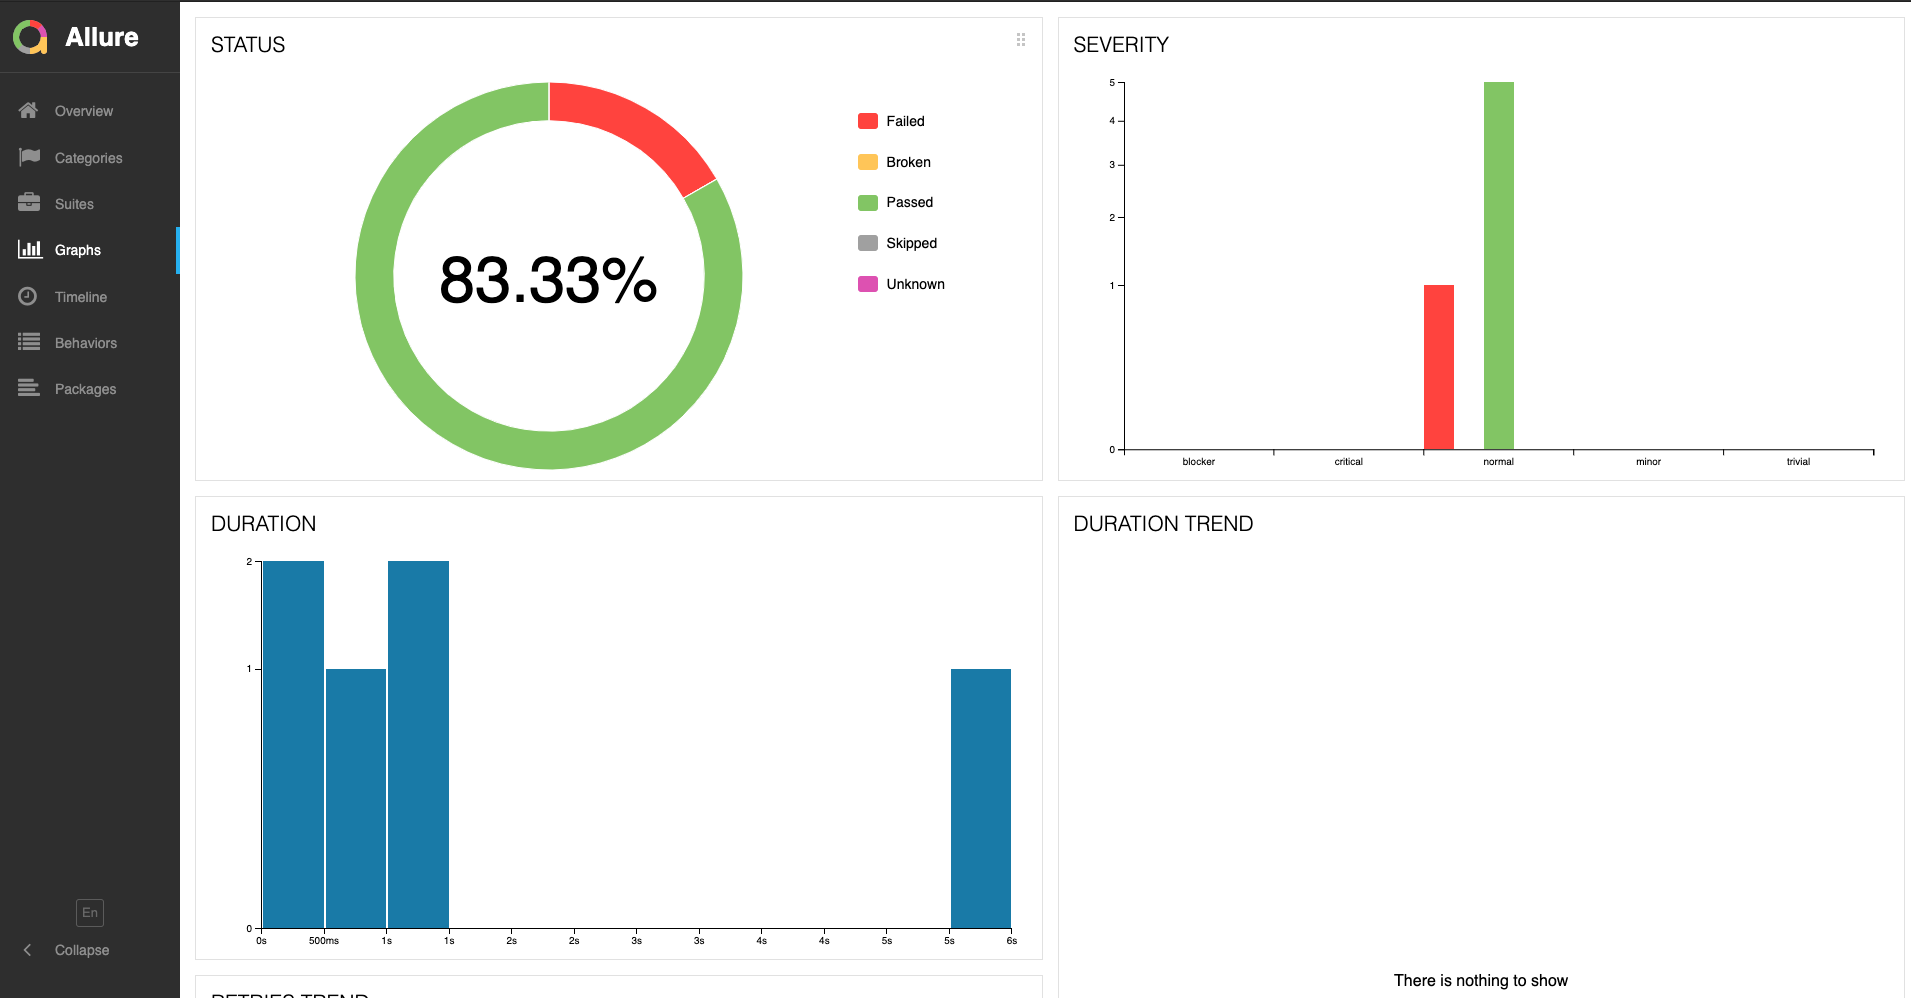 Allure
Overview
Categories
Suites
Graphs
Timeline
Behaviors
Packages
En
Collapse
STATUS
83.33%
Failed
Broken
Passed
Skipped
Unknown
SEVERITY
5
4
3
2
1
0
blocker critical normal minor trivial
DURATION
2
1
0
0s 500ms 1s 1s 2s 2s 3s 3s 4s 4s 5s 5s 6s
DURATION TREND
There is nothing to show
RETRIES TREND